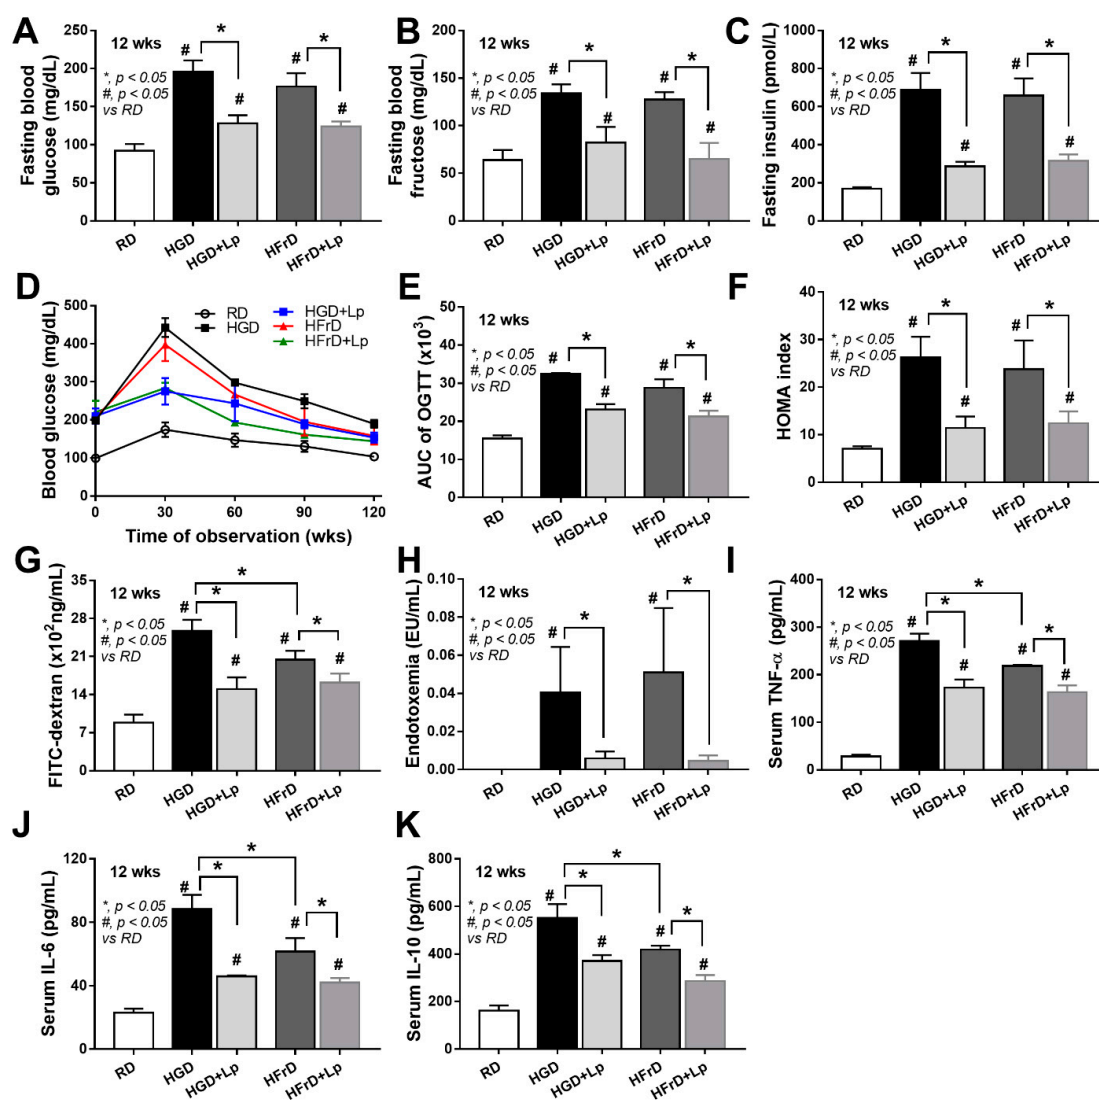 A
Fasting blood
glucose (mg/dL)
250
200
150
100
50
0
12 wks
*, p < 0.05
#, p < 0.05
vs RD
#
*
#
#
*
#
RD
HGD
HGD+Lp
HFrD
HFrD+Lp
B
Fasting blood
fructose (mg/dL)
200
150
100
50
0
12 wks
*, p < 0.05
#, p < 0.05
vs RD
#
*
#
#
*
#
RD
HGD
HGD+Lp
HFrD
HFrD+Lp
C
Fasting insulin (pmol/L)
1000
800
600
400
200
0
12 wks
*, p < 0.05
#, p < 0.05
vs RD
#
*
#
#
*
#
RD
HGD
HGD+Lp
HFrD
HFrD+Lp
D
Blood glucose (mg/dL)
500
400
300
200
100
0
RD
HGD
HGD+Lp
HFrD
HFrD+Lp
0
30
60
90
120
Time of observation (wks)
E
AUC of OGTT (x10³)
50
40
30
20
10
0
12 wks
*, p < 0.05
#, p < 0.05
vs RD
#
*
#
#
*
#
RD
HGD
HGD+Lp
HFrD
HFrD+Lp
F
HOMA index
40
30
20
10
0
12 wks
*, p < 0.05
#, p < 0.05
vs RD
#
*
#
#
*
#
RD
HGD
HGD+Lp
HFrD
HFrD+Lp
G
FITC-dextran (x10²ng/mL)
35
28
21
14
7
0
12 wks
*, p < 0.05
#, p < 0.05
vs RD
*
#
*
#
#
*
#
RD
HGD
HGD+Lp
HFrD
HFrD+Lp
H
Endotoxemia (EU/mL)
0.10
0.08
0.06
0.04
0.02
0.00
12 wks
*, p < 0.05
#, p < 0.05
vs RD
#
*
#
*
RD
HGD
HGD+Lp
HFrD
HFrD+Lp
I
Serum TNF-α (pg/mL)
400
300
200
100
0
12 wks
*, p < 0.05
#, p < 0.05
vs RD
*
#
*
#
#
*
#
RD
HGD
HGD+Lp
HFrD
HFrD+Lp
J
Serum IL-6 (pg/mL)
120
80
40
0
12 wks
*, p < 0.05
#, p < 0.05
vs RD
*
#
*
#
#
*
#
RD
HGD
HGD+Lp
HFrD
HFrD+Lp
K
Serum IL-10 (pg/mL)
800
600
400
200
0
12 wks
*, p < 0.05
#, p < 0.05
vs RD
*
#
*
#
#
*
#
RD
HGD
HGD+Lp
HFrD
HFrD+Lp